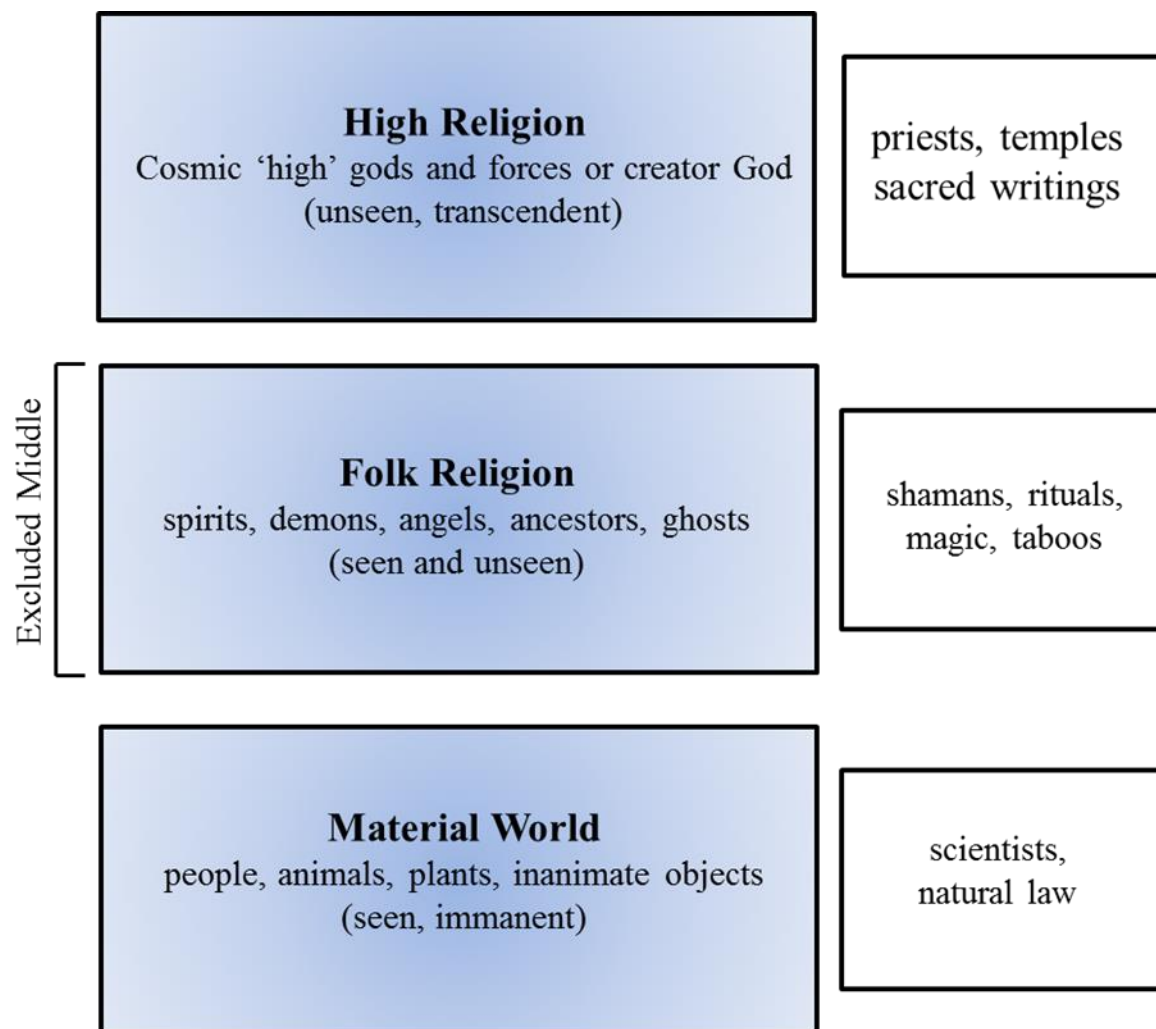 High Religion
Cosmic ‘high’ gods and forces or creator God
(unseen, transcendent)
priests, temples
sacred writings
Excluded Middle
Folk Religion
spirits, demons, angels, ancestors, ghosts
(seen and unseen)
shamans, rituals,
magic, taboos
Material World
people, animals, plants, inanimate objects
(seen, immanent)
scientists,
natural law